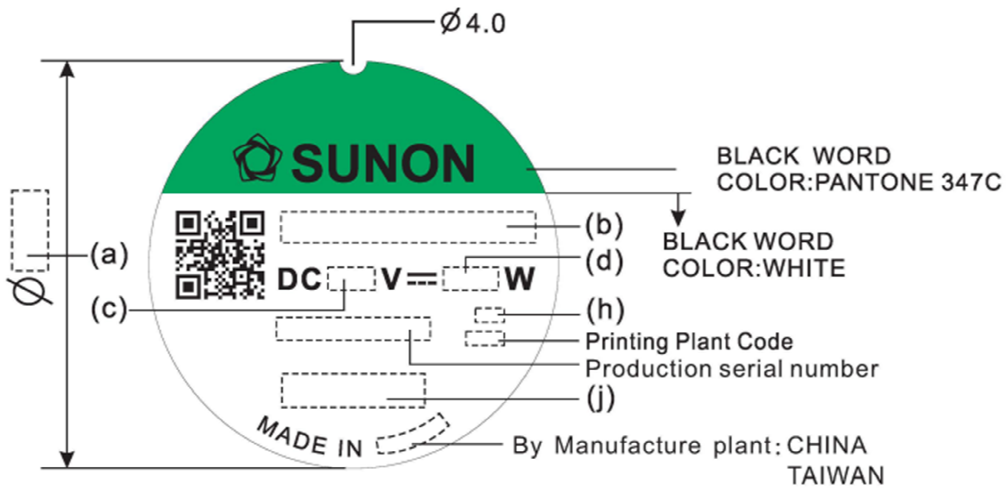 Ø4.0
SUNON
BLACK WORD
COLOR:PANTONE 347C
(b)
BLACK WORD
COLOR:WHITE
(a)
Ø
(d)
DC V⎓ W
(c)
(h)
Printing Plant Code
Production serial number
(j)
MADE IN
By Manufacture plant: CHINA
TAIWAN